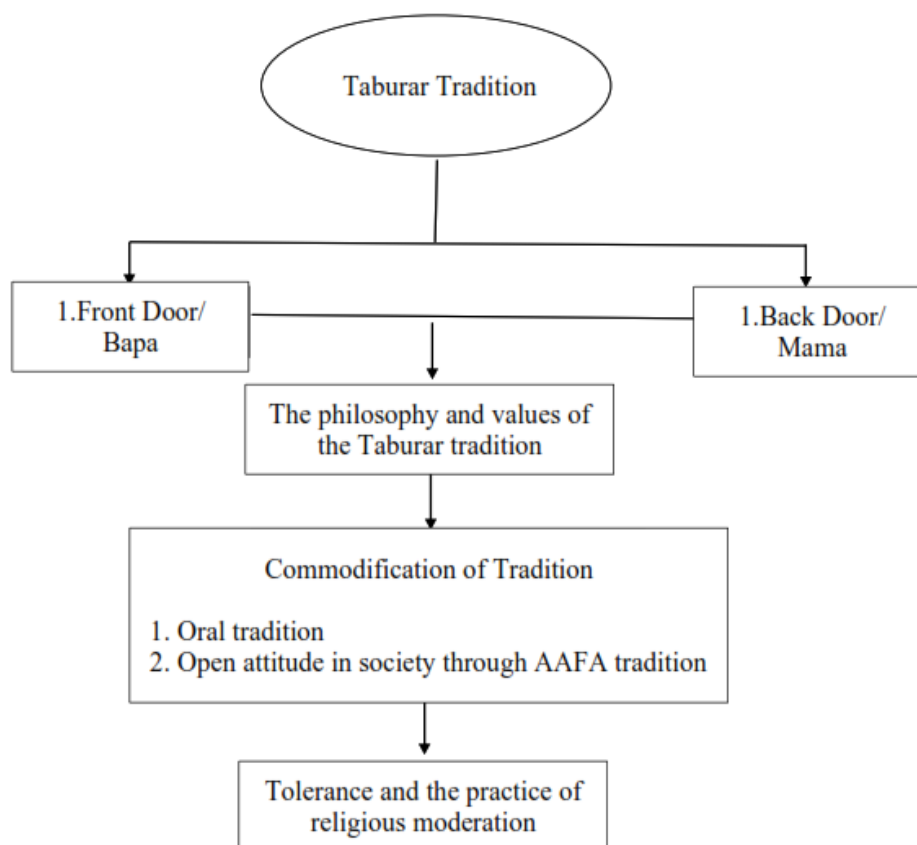 Taburar Tradition
1.Front Door/
Bapa
1.Back Door/
Mama
The philosophy and values of
the Taburar tradition
Commodification of Tradition
1. Oral tradition
2. Open attitude in society through AAFA tradition
Tolerance and the practice of
religious moderation